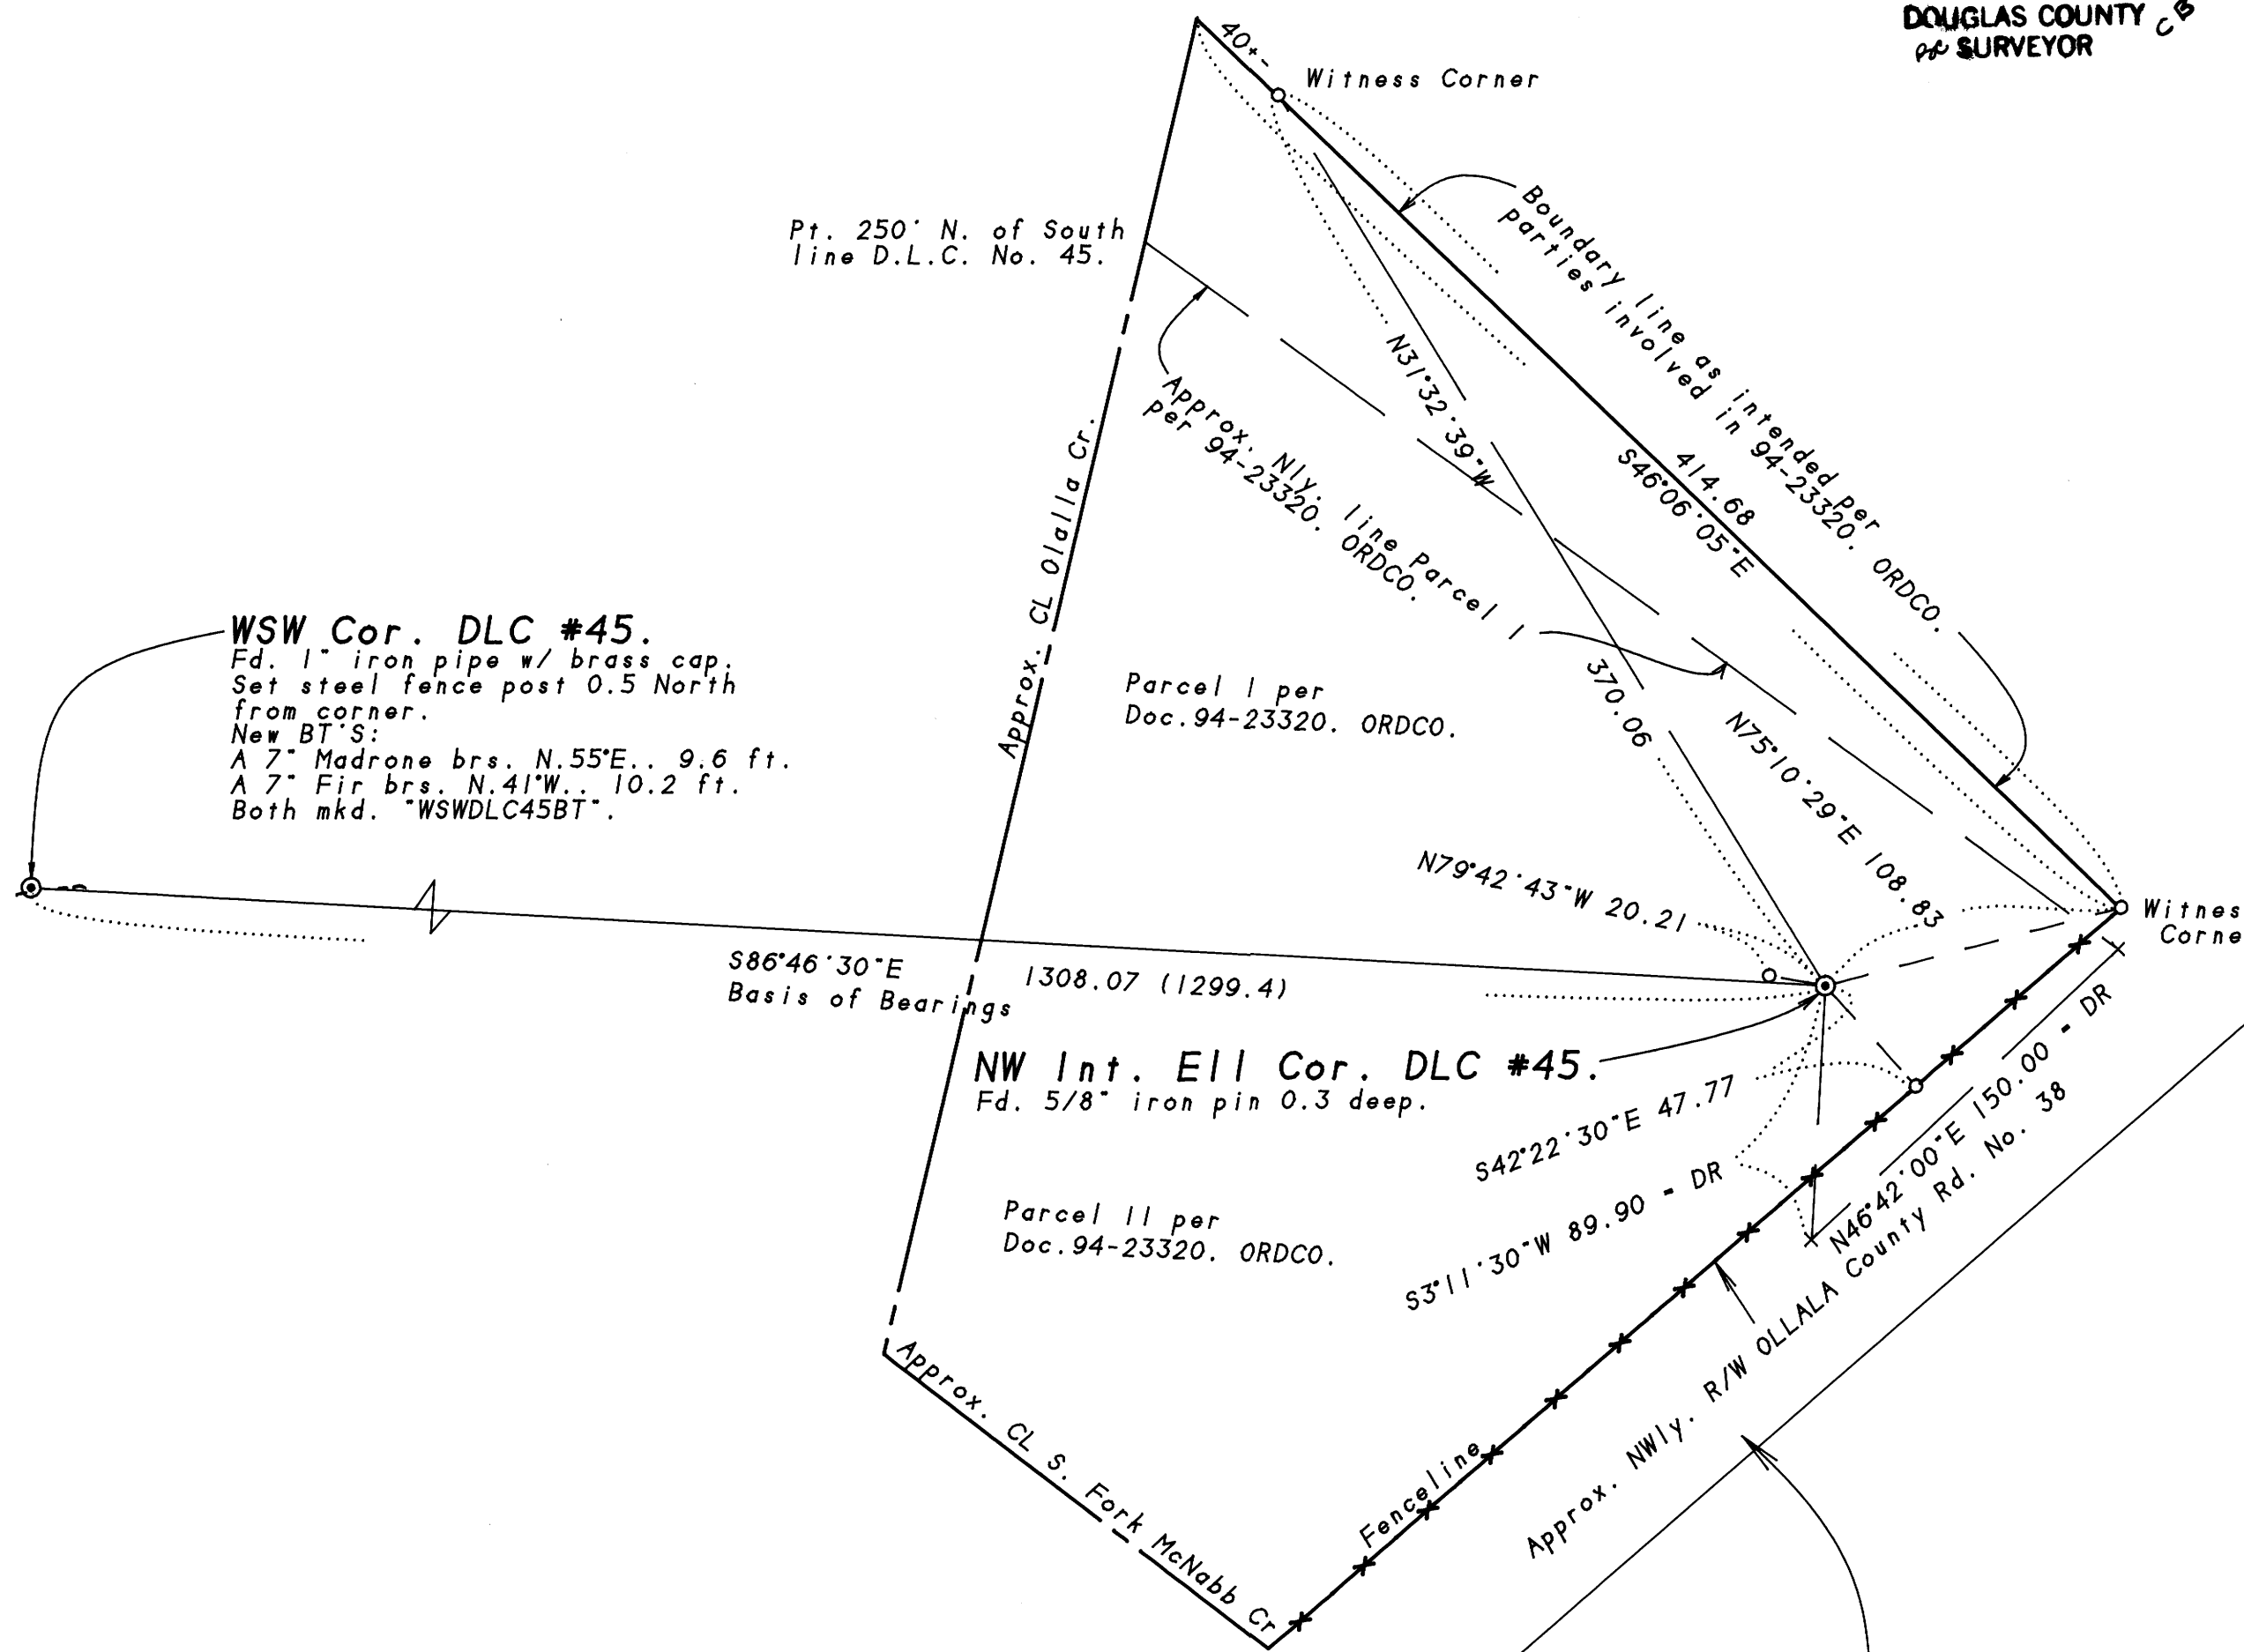 DOUGLAS COUNTY
SURVEYOR
40+-
Witness Corner
Pt. 250' N. of South
line D.L.C. No. 45.
Boundary line as intended per
parties involved in 94-23320. ORDCO.
N31°32'39"W
370.06
414.68
S46°06'05"E
Approx. Nly. line Parcel I
per 94-23320. ORDCO.
Approx. CL Olalla Cr.
WSW Cor. DLC #45.
Fd. 1" iron pipe w/ brass cap.
Set steel fence post 0.5 North
from corner.
New BT'S:
A 7" Madrone brs. N.55°E.. 9.6 ft.
A 7" Fir brs. N.41°W.. 10.2 ft.
Both mkd. "WSWDLC45BT".
Parcel I per
Doc.94-23320. ORDCO.
N75°10'29"E 108.83
N79°42'43"W 20.21
Witnes
Corne
S86°46'30"E
Basis of Bearings
1308.07 (1299.4)
NW Int. Ell Cor. DLC #45.
Fd. 5/8" iron pin 0.3 deep.
S42°22'30"E 47.77
S3°11'30"W 89.90 - DR
N46°42'00"E 150.00 - DR
Parcel II per
Doc.94-23320. ORDCO.
Approx. NWly. R/W OLLALA County Rd. No. 38
Fenceline
Approx. CL S. Fork McNabb Cr